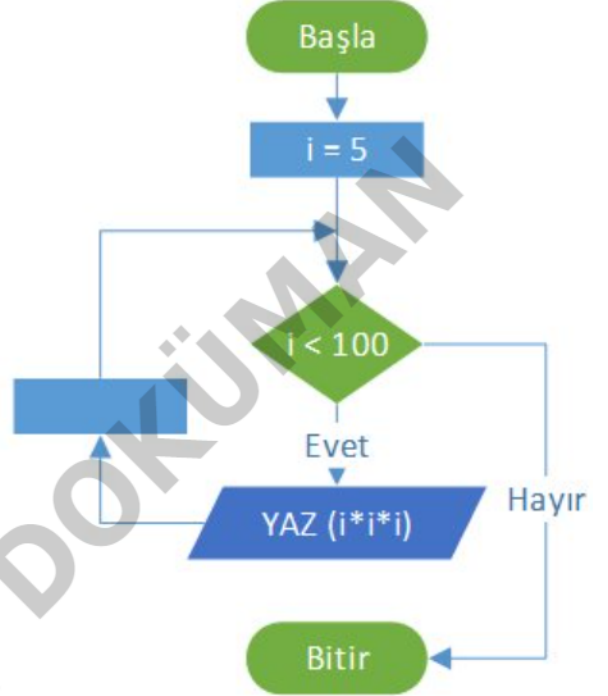 Başla
i = 5
i < 100
Evet
YAZ (i*i*i)
Hayır
Bitir
DOKÜMAN